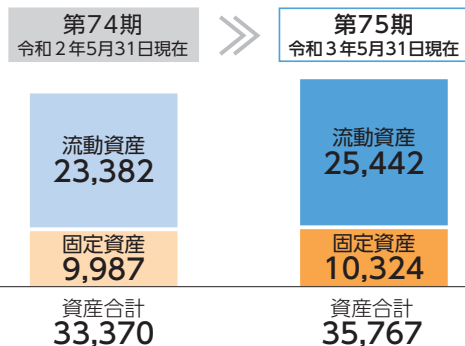 第74期
令和2年5月31日現在
第75期
令和3年5月31日現在
流動資産
23,382
固定資産
9,987
資産合計
33,370
流動資産
25,442
固定資産
10,324
資産合計
35,767